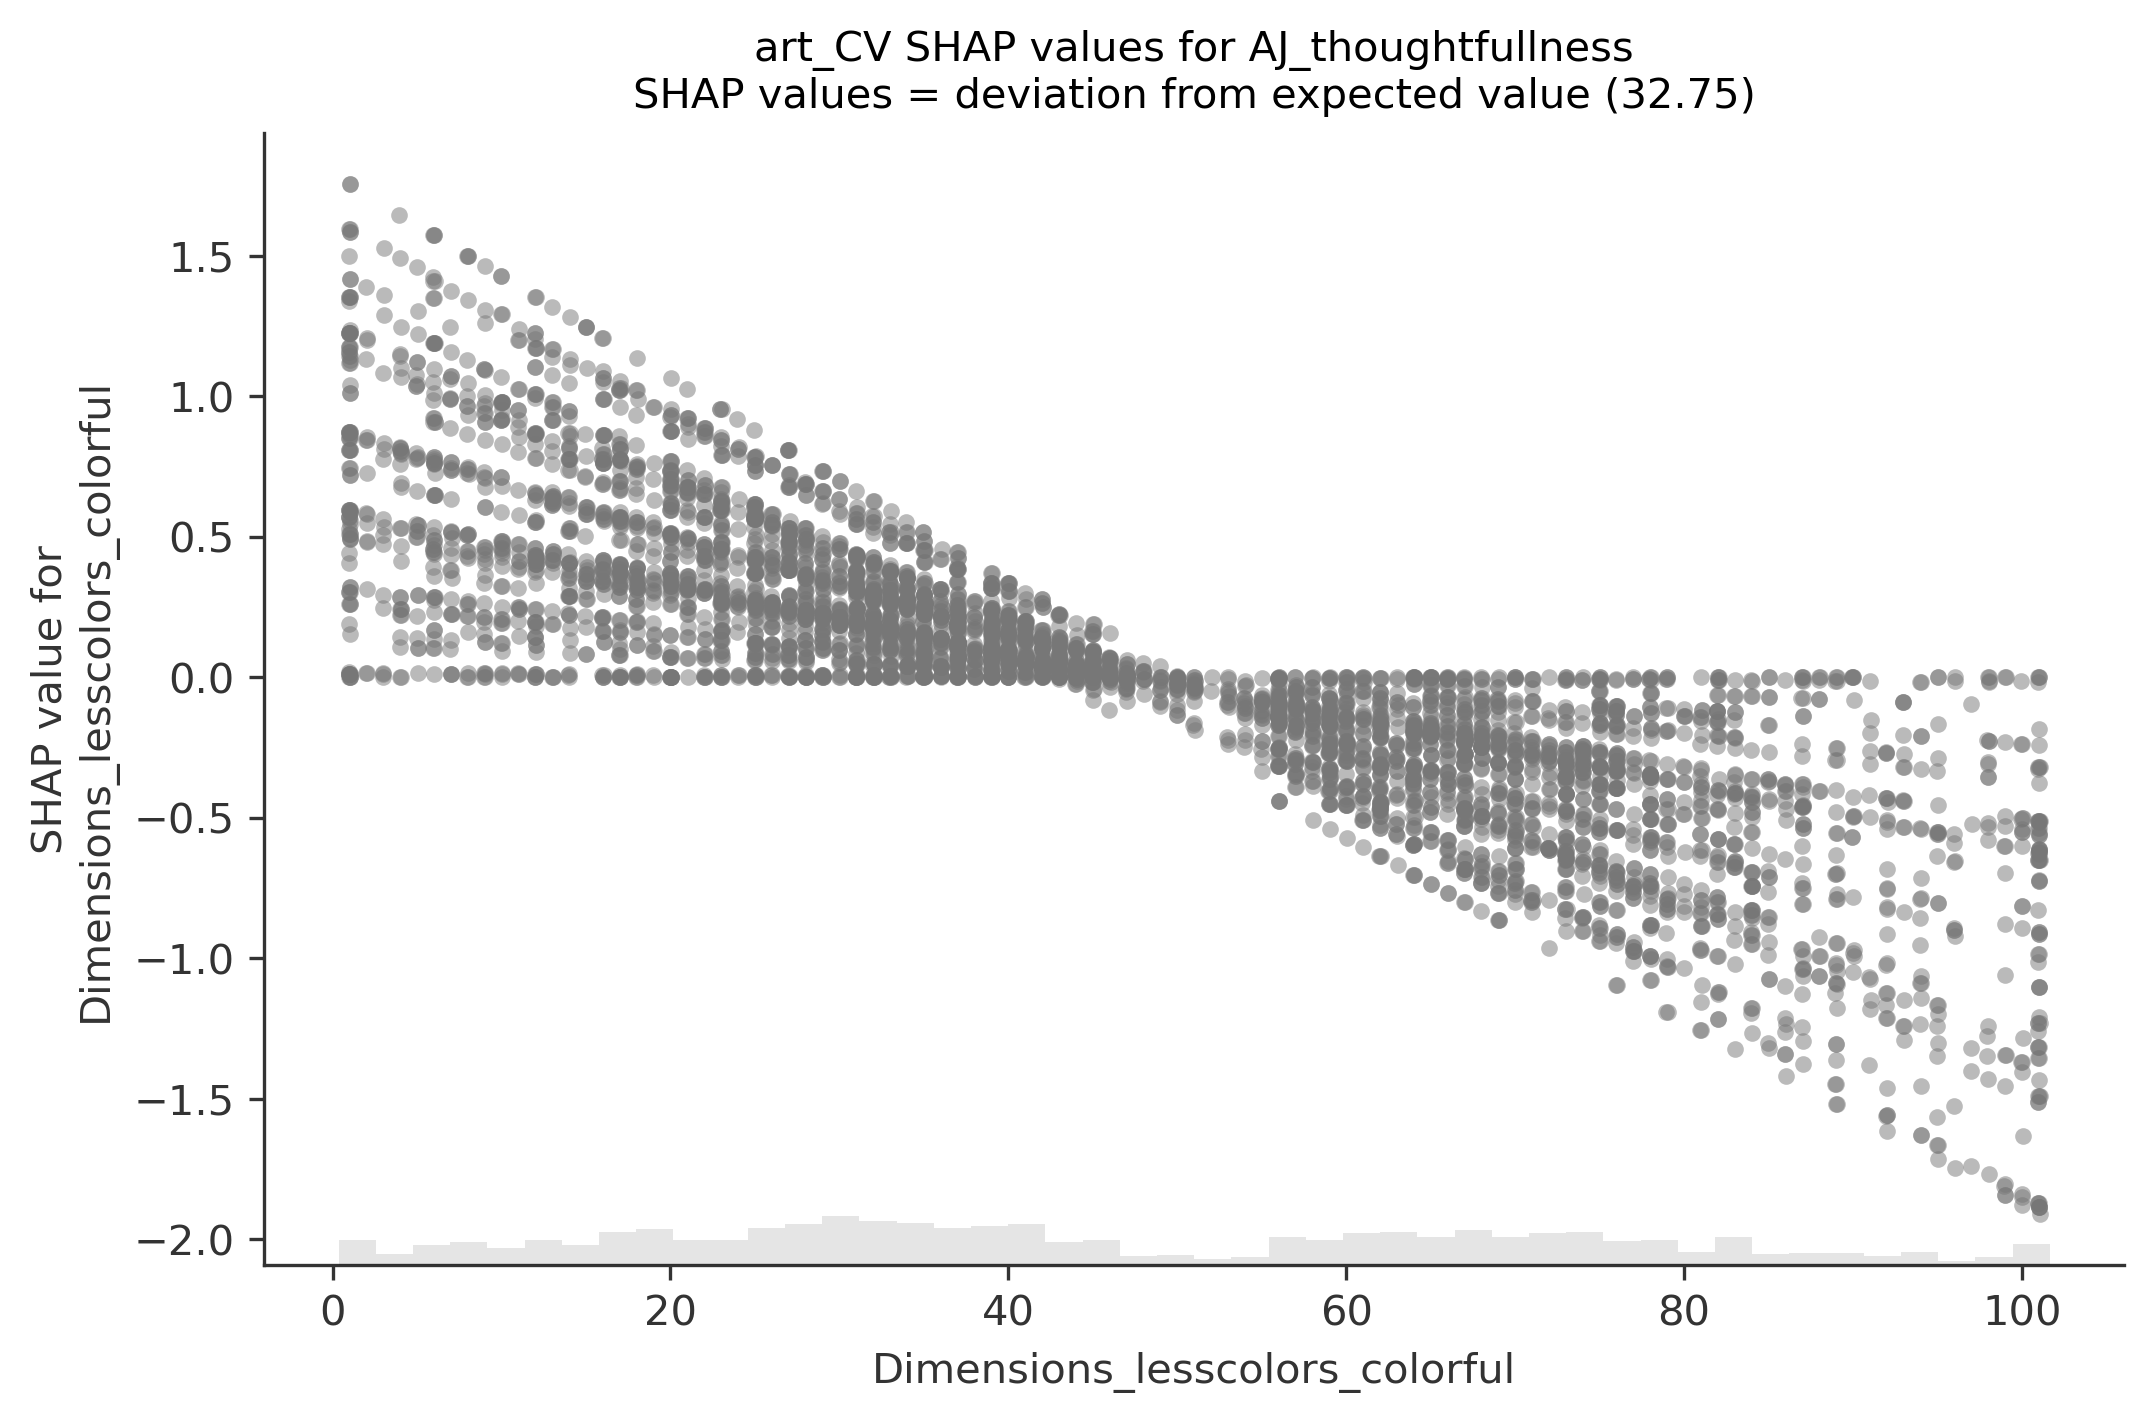 art_CV SHAP values for AJ_thoughtfullness
SHAP values = deviation from expected value (32.75)
SHAP value for
Dimensions_lesscolors_colorful
1.5
1.0
0.5
0.0
−0.5
−1.0
−1.5
−2.0
0 20 40 60 80 100
Dimensions_lesscolors_colorful